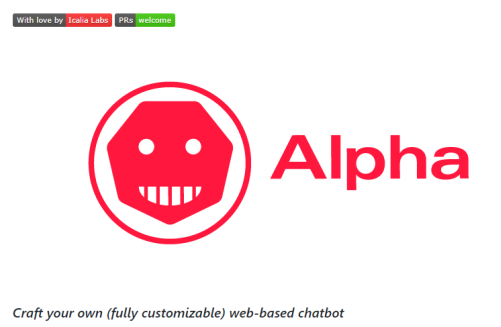 With love by Icalia Labs PRs welcome
Alpha
Craft your own (fully customizable) web-based chatbot